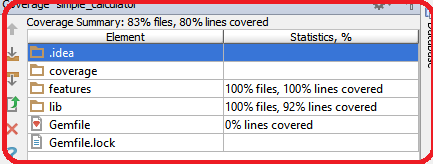 Coverage simple_calculator
Coverage Summary: 83% files, 80% lines covered
Element Statistics, %
.idea
coverage
features 100% files, 100% lines covered
lib 100% files, 92% lines covered
Gemfile 0% lines covered
Gemfile.lock
Database